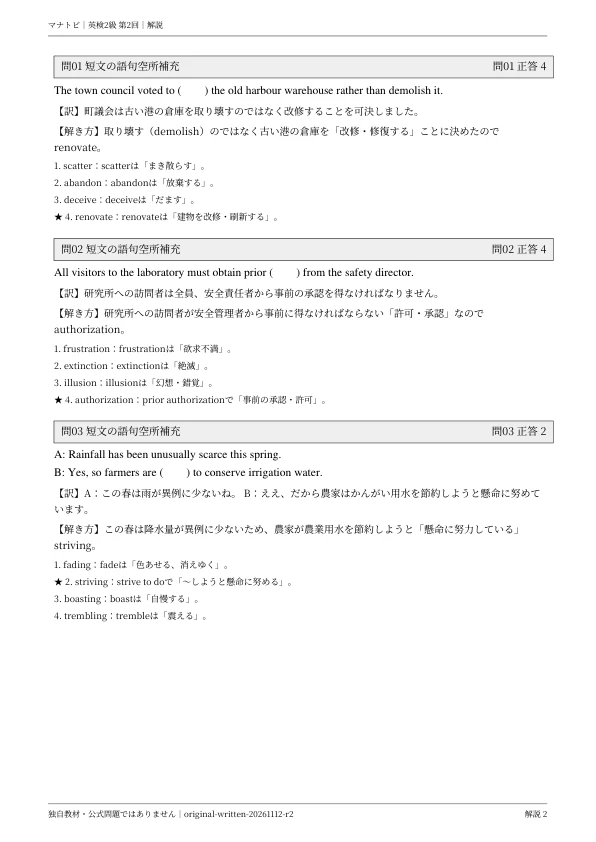 マナトビ｜英検2級 第2回｜解説
問01 短文の語句空所補充 問01 正答 4
The town council voted to (　　) the old harbour warehouse rather than demolish it.
【訳】町議会は古い港の倉庫を取り壊すのではなく改修することを可決しました。
【解き方】取り壊す（demolish）のではなく古い港の倉庫を「改修・修復する」ことに決めたので
renovate。
1. scatter：scatterは「まき散らす」。
2. abandon：abandonは「放棄する」。
3. deceive：deceiveは「だます」。
★ 4. renovate：renovateは「建物を改修・刷新する」。
問02 短文の語句空所補充 問02 正答 4
All visitors to the laboratory must obtain prior (　　) from the safety director.
【訳】研究所への訪問者は全員、安全責任者から事前の承認を得なければなりません。
【解き方】研究所への訪問者が安全管理者から事前に得なければならない「許可・承認」なので
authorization。
1. frustration：frustrationは「欲求不満」。
2. extinction：extinctionは「絶滅」。
3. illusion：illusionは「幻想・錯覚」。
★ 4. authorization：prior authorizationで「事前の承認・許可」。
問03 短文の語句空所補充 問03 正答 2
A: Rainfall has been unusually scarce this spring.
B: Yes, so farmers are (　　) to conserve irrigation water.
【訳】A：この春は雨が異例に少ないね。 B：ええ、だから農家はかんがい用水を節約しようと懸命に努めて
います。
【解き方】この春は降水量が異例に少ないため、農家が農業用水を節約しようと「懸命に努力している」
striving。
1. fading：fadeは「色あせる、消えゆく」。
★ 2. striving：strive to doで「〜しようと懸命に努める」。
3. boasting：boastは「自慢する」。
4. trembling：trembleは「震える」。
独自教材・公式問題ではありません｜original-written-20261112-r2 解説 2